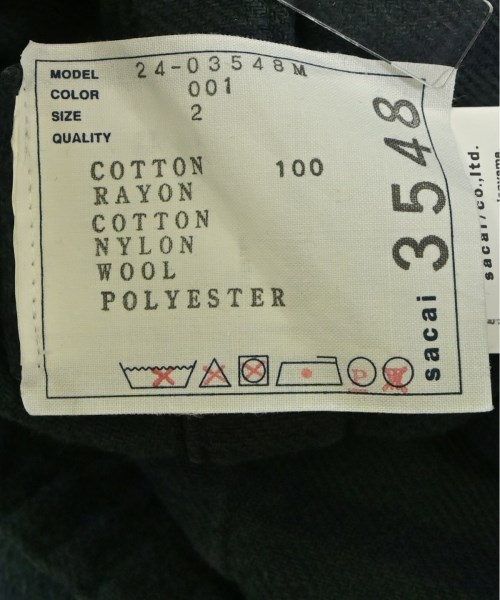 MODEL 24-03548M
COLOR 001
SIZE 2
QUALITY
COTTON 100
RAYON
COTTON
NYLON
WOOL
POLYESTER
P
sacai 3548
sacai/co.,ltd.